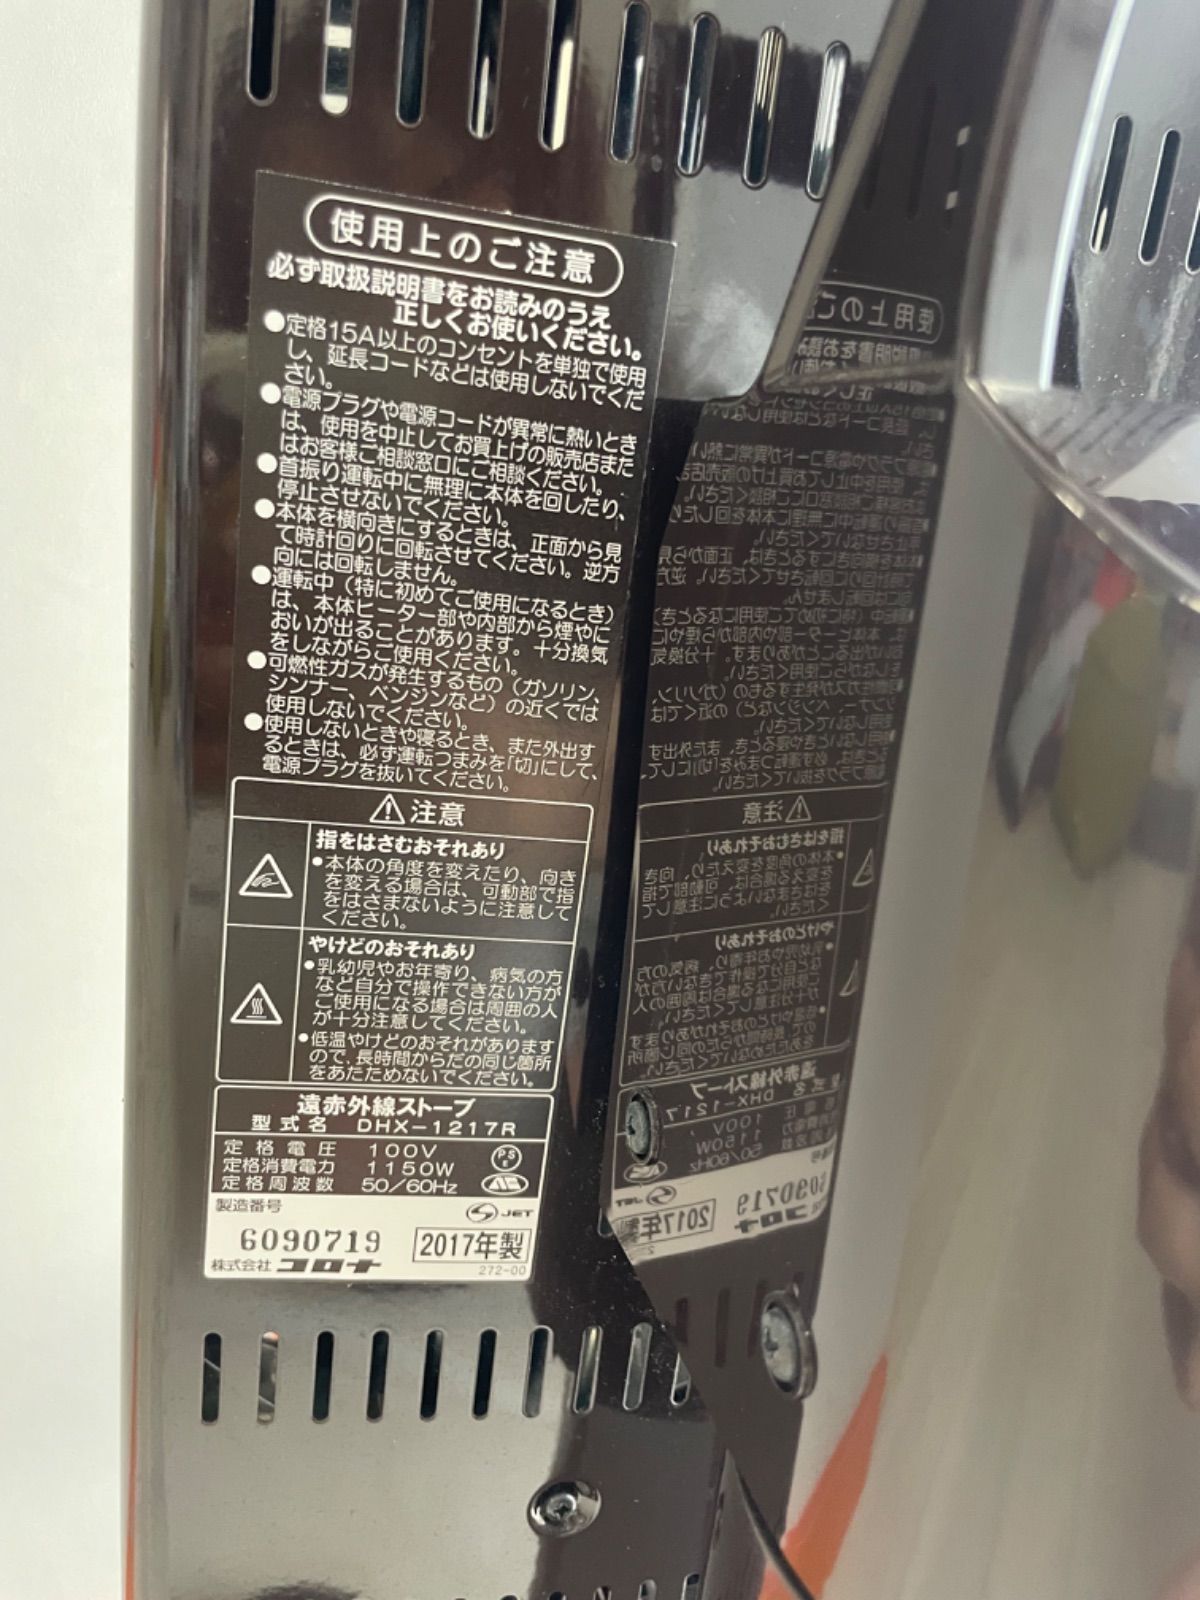 使用上のご注意
必ず取扱説明書をお読みのうえ
正しくお使いください。
●定格15A以上のコンセントを単独で使用
し、延長コードなどは使用しないでくだ
さい。
●電源プラグや電源コードが異常に熱いとき
は、使用を中止してお買上げの販売店また
はお客様ご相談窓口にご相談ください。
●首振り運転中に無理に本体を回したり、
停止させないでください。
●本体を横向きにするときは、正面から見
て時計回りに回転させてください。逆方
向には回転しません。
●運転中（特に初めてご使用になるとき）
は、本体ヒーター部や内部から煙やに
おいが出ることがあります。十分換気
をしながらご使用ください。
●可燃性ガスが発生するもの（ガソリン、
シンナー、ベンジンなど）の近くでは
使用しないでください。
●使用しないときや寝るとき、また外出す
るときは、必ず運転つまみを「切」にして、
電源プラグを抜いてください。
注意
指をはさむおそれあり
●本体の角度を変えたり、向き
を変える場合は、可動部で指
をはさまないように注意して
ください。
やけどのおそれあり
●乳幼児やお年寄り、病気の方
など自分で操作できない方が
ご使用になる場合は周囲の人
が十分注意してください。
●低温やけどのおそれがあります
ので、長時間からだの同じ箇所
をあたためないでください。
遠赤外線ストーブ
型式名 DHX-1217R
定格電圧 100V
定格消費電力 1150W
定格周波数 50/60Hz
PSE
製造番号
JET
6090719
2017年製
株式会社 コロナ
272-00